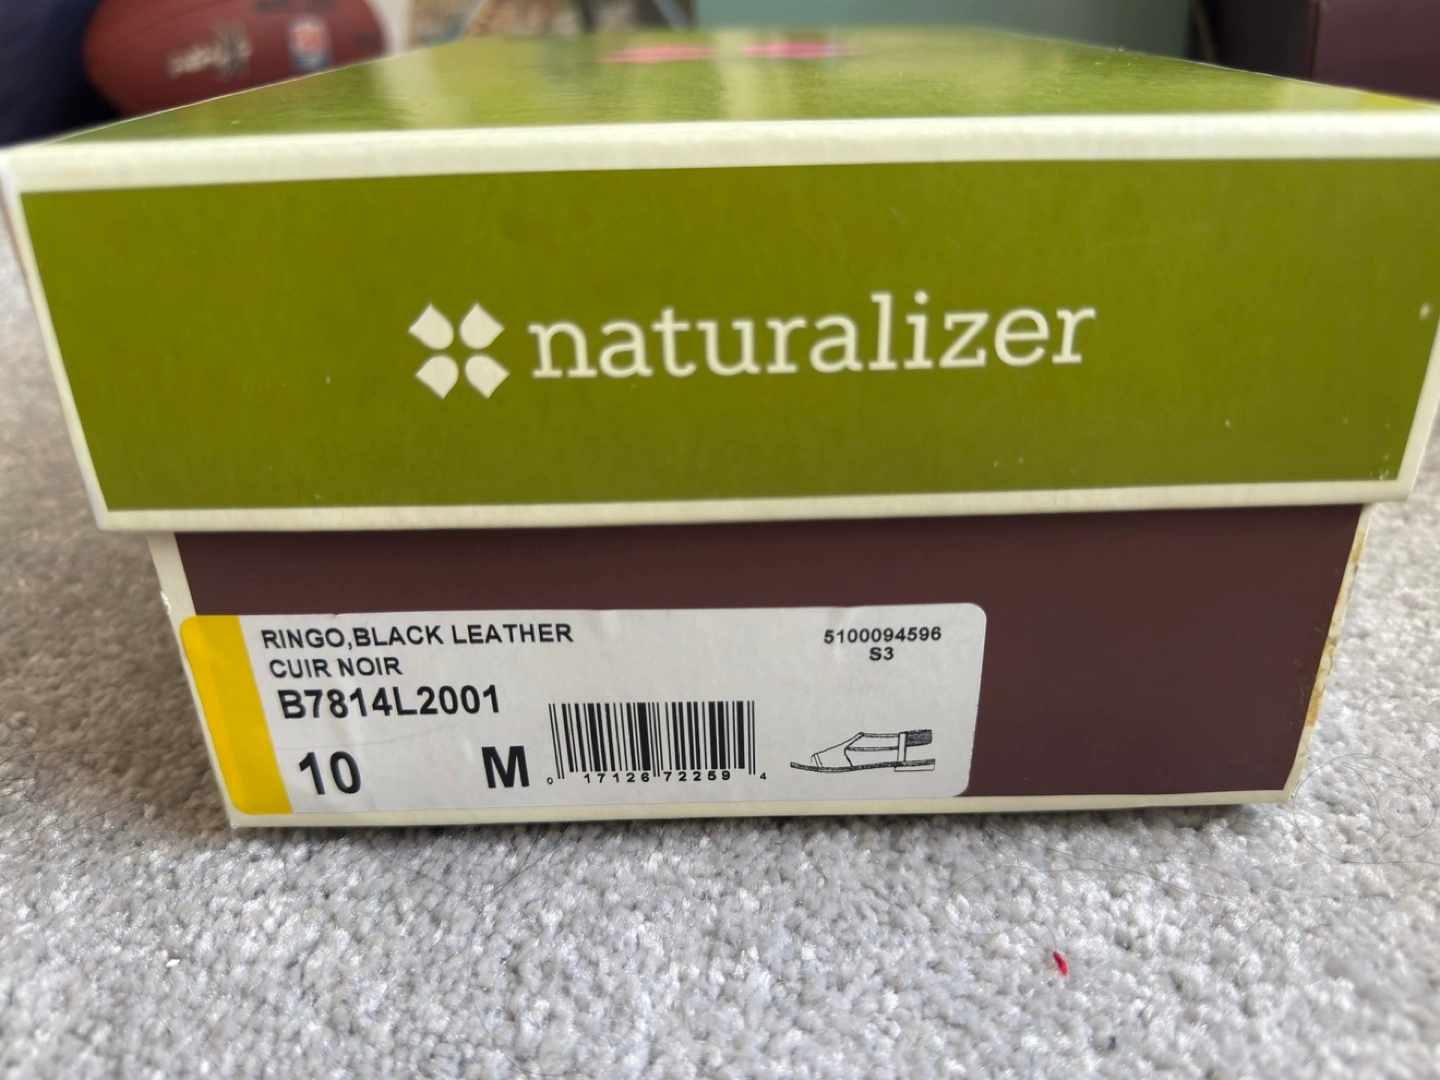 naturalizer
RINGO,BLACK LEATHER
CUIR NOIR
B7814L2001
10 M
5100094596
S3
0 17126 72259 4